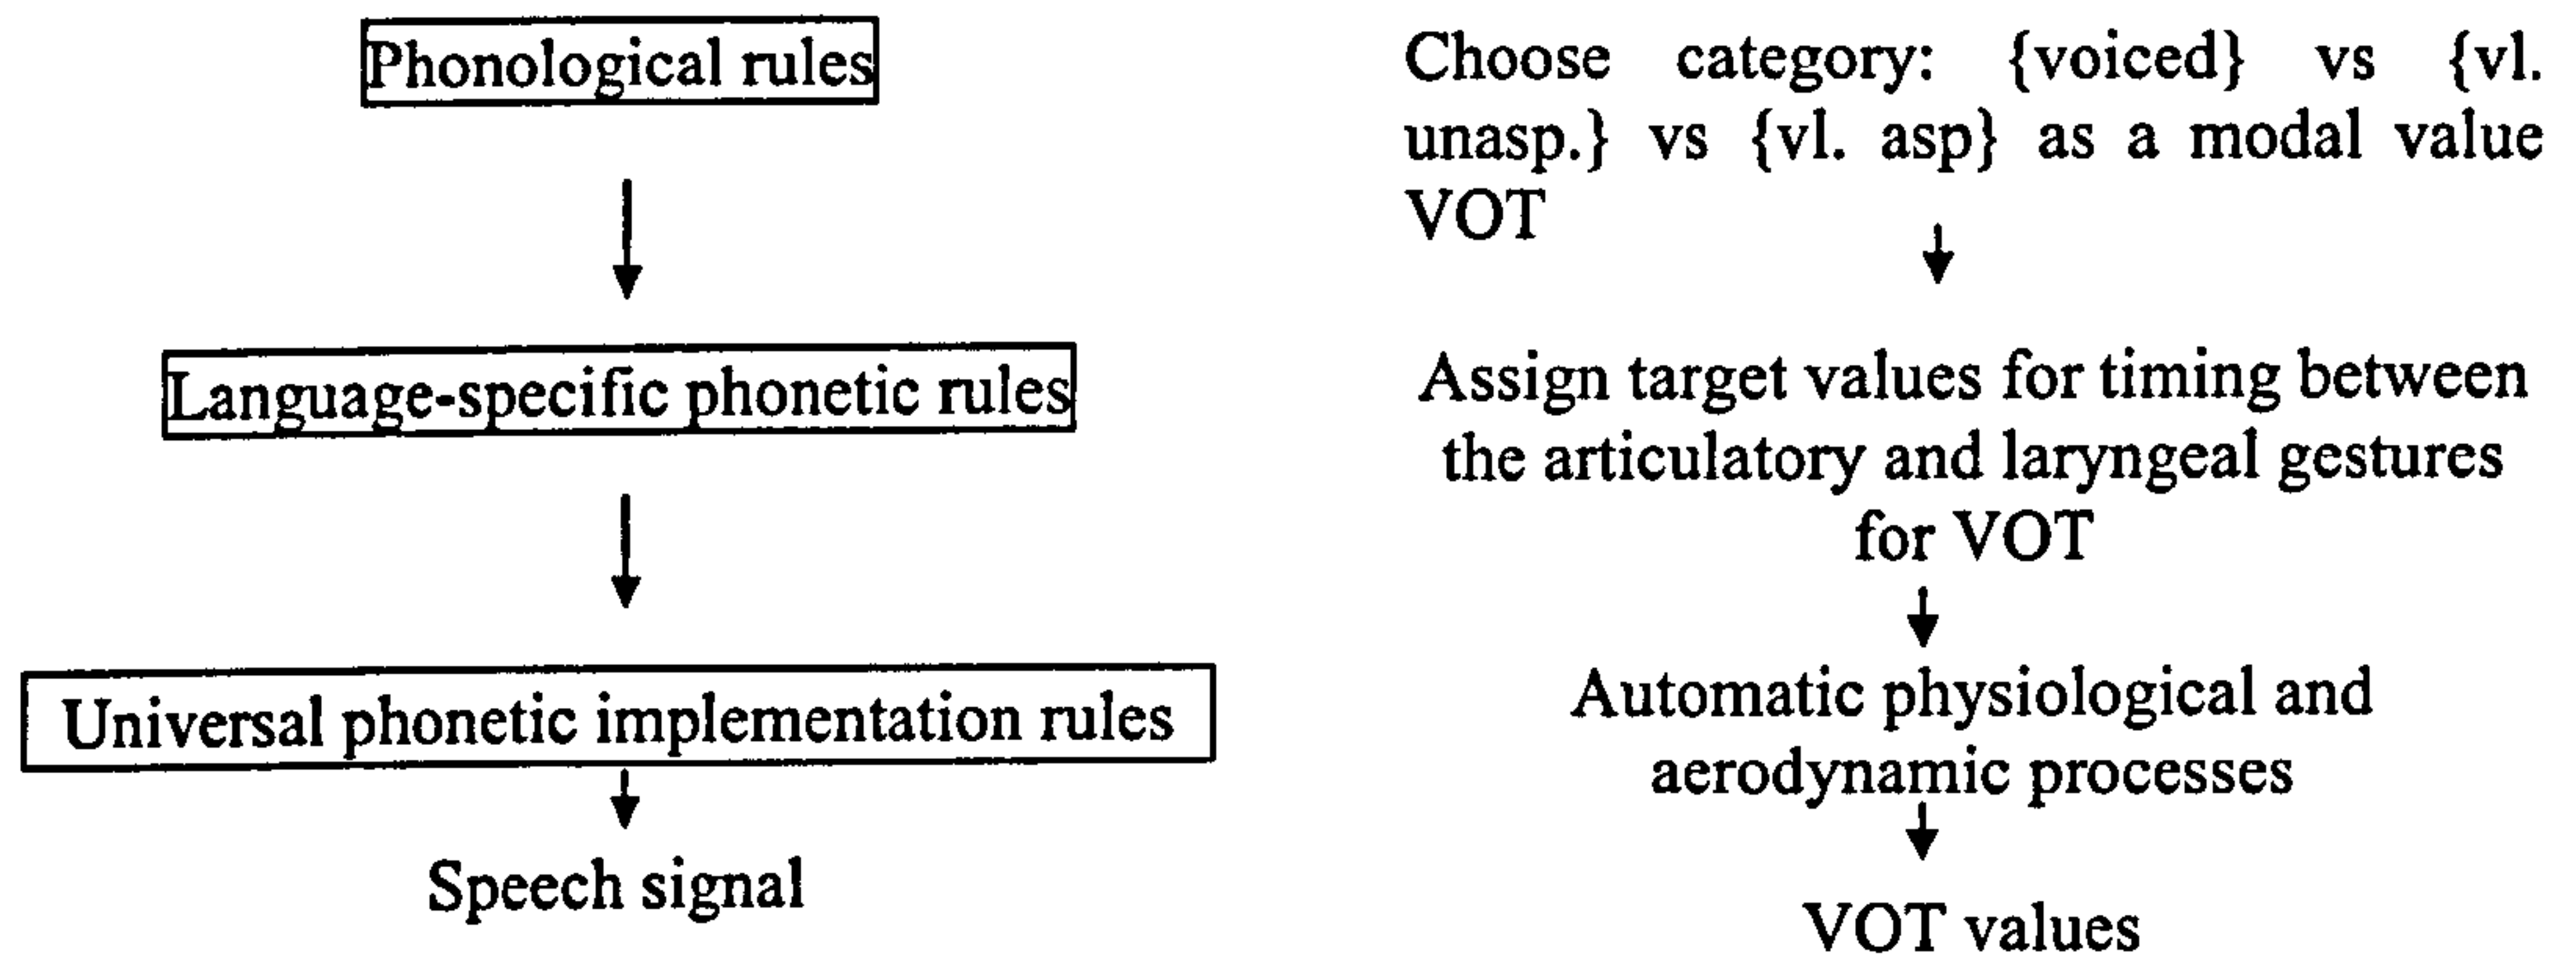 Phonological rules
Language-specific phonetic rules
Universal phonetic implementation rules
Speech signal
Choose category: {voiced} vs {vl.
unasp.} vs {vl. asp} as a modal value
VOT
Assign target values for timing between
the articulatory and laryngeal gestures
for VOT
Automatic physiological and
aerodynamic processes
VOT values